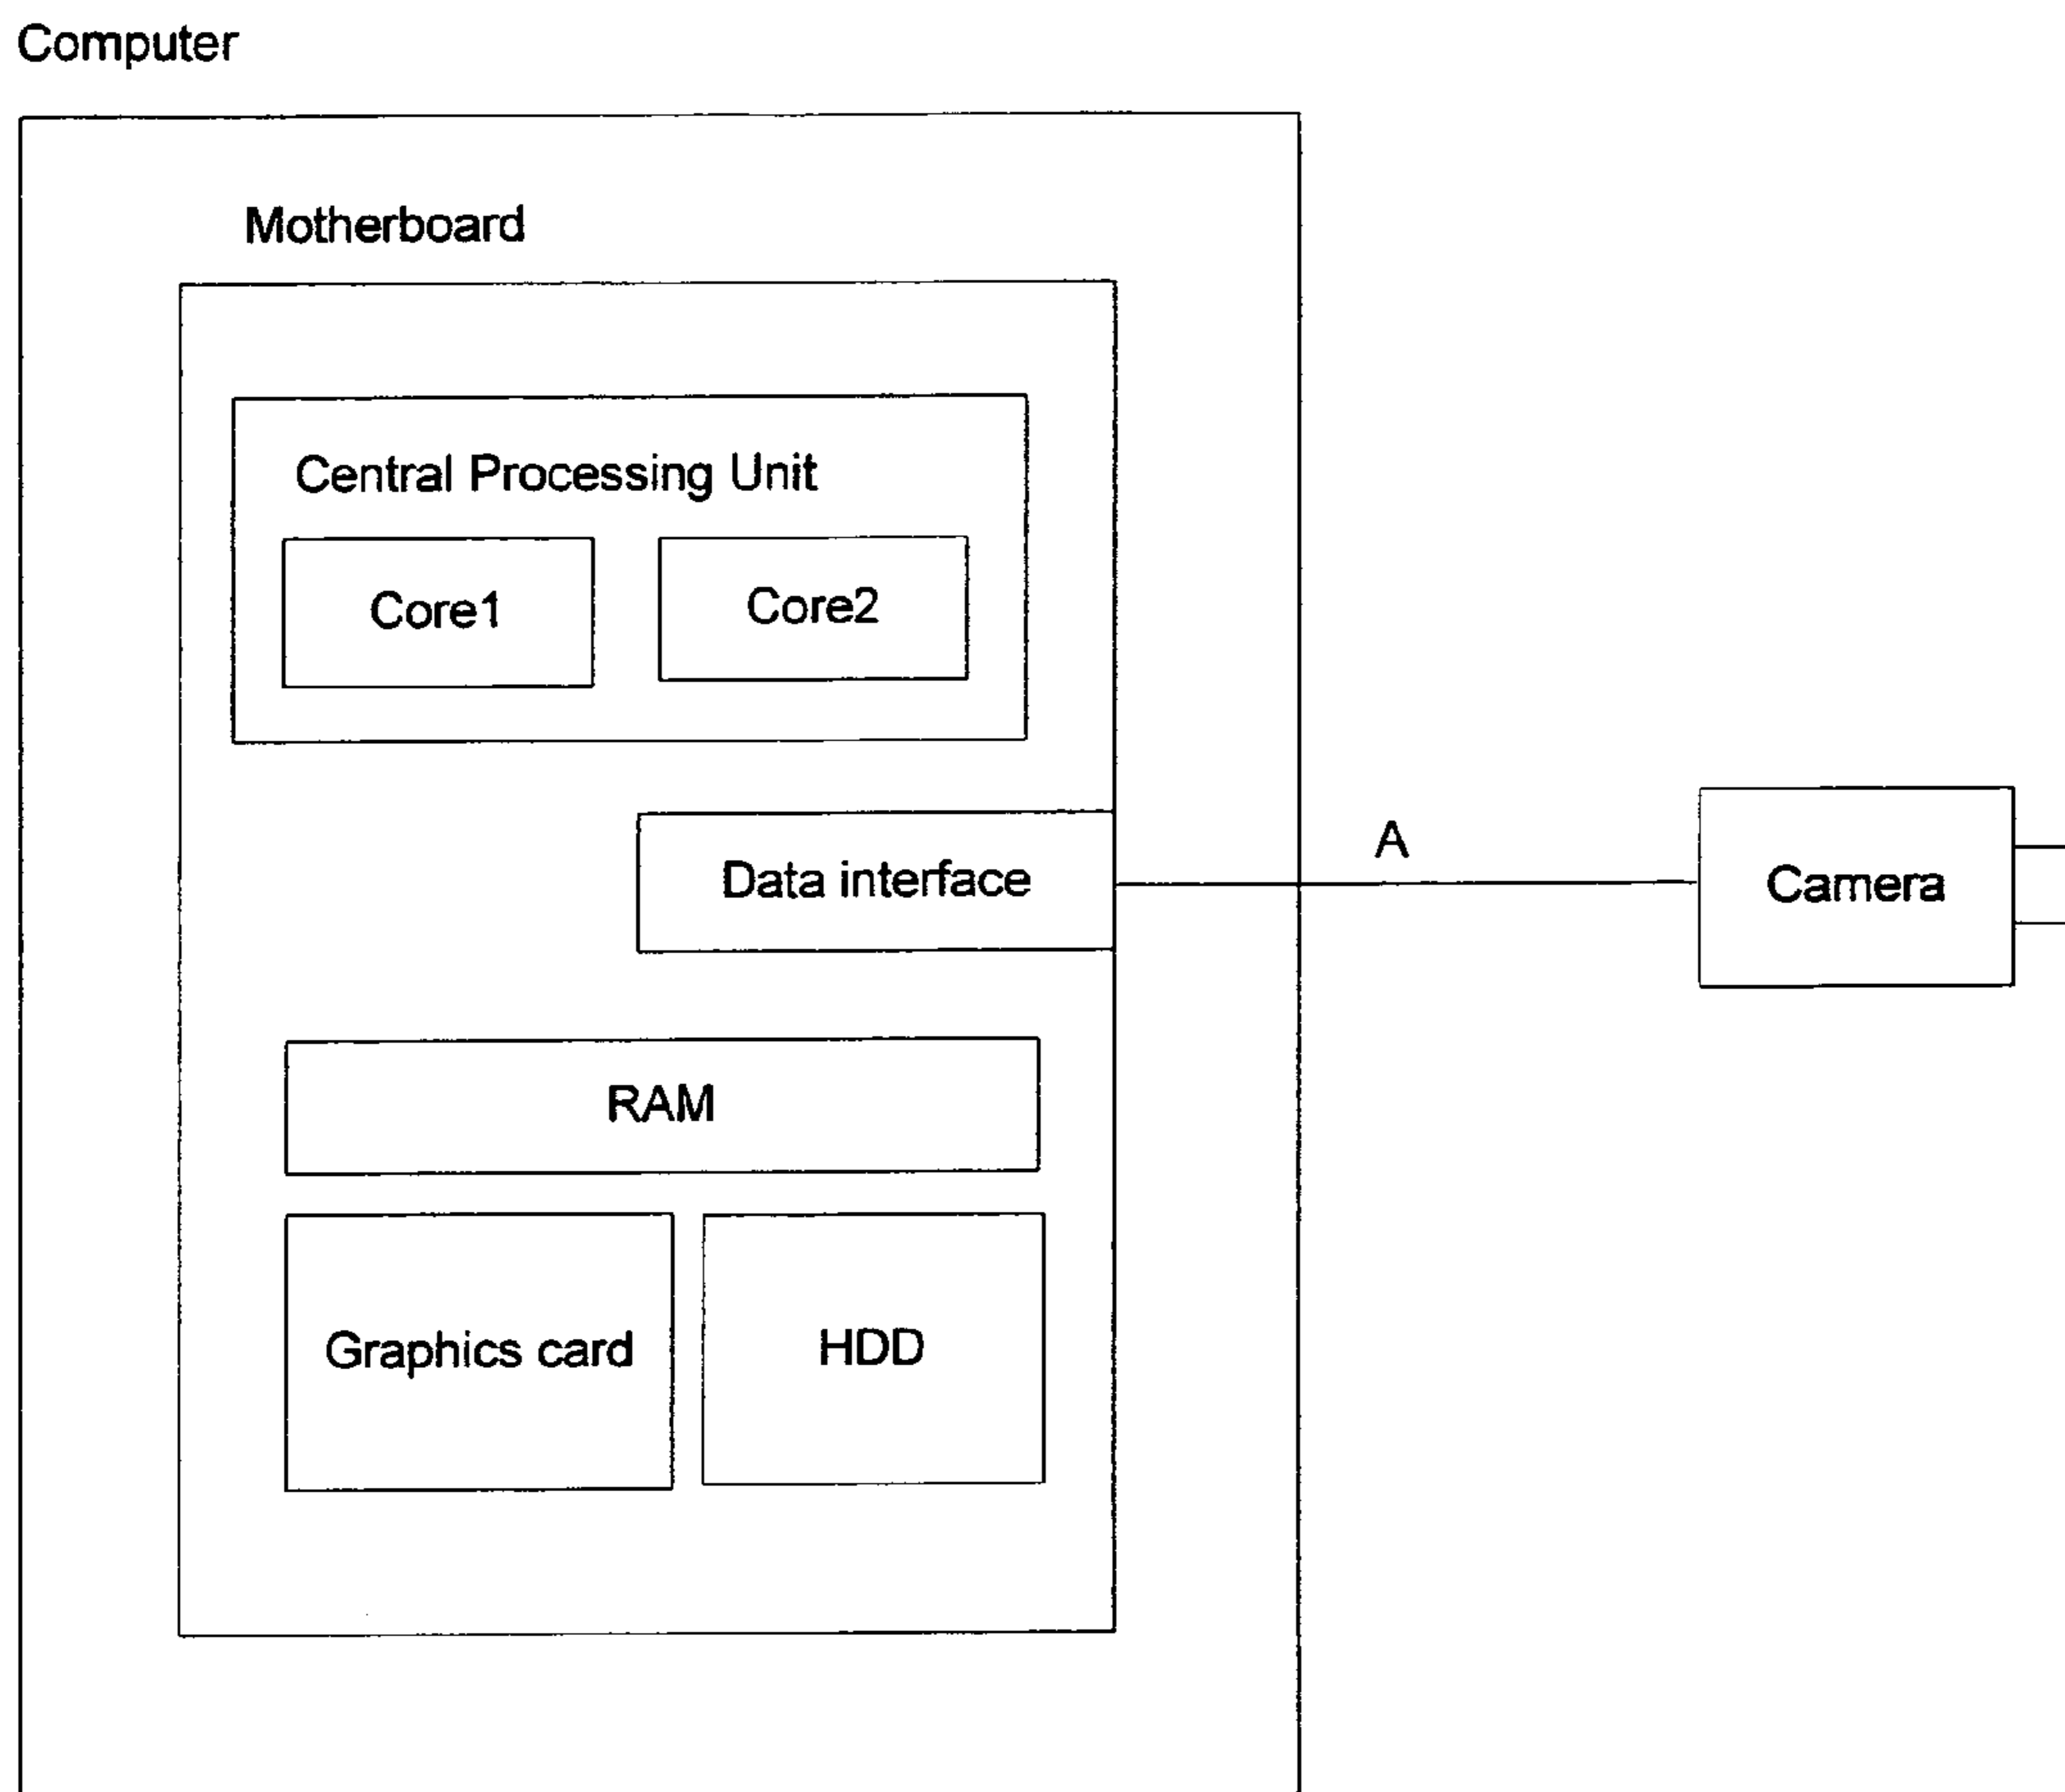 Computer
Motherboard
Central Processing Unit
Core1
Core2
Data interface
A
Camera
RAM
Graphics card
HDD